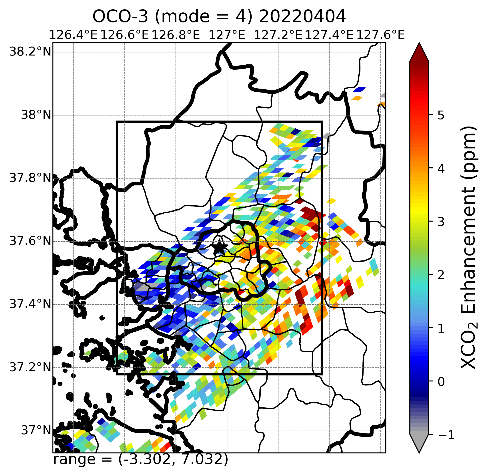 OCO-3 (mode = 4) 20220404
126.4°E 126.6°E 126.8°E 127°E 127.2°E 127.4°E 127.6°E
38.2°N
38°N
37.8°N
37.6°N
37.4°N
37.2°N
37°N
5
4
3
2
1
0
−1
XCO₂ Enhancement (ppm)
range = (-3.302, 7.032)